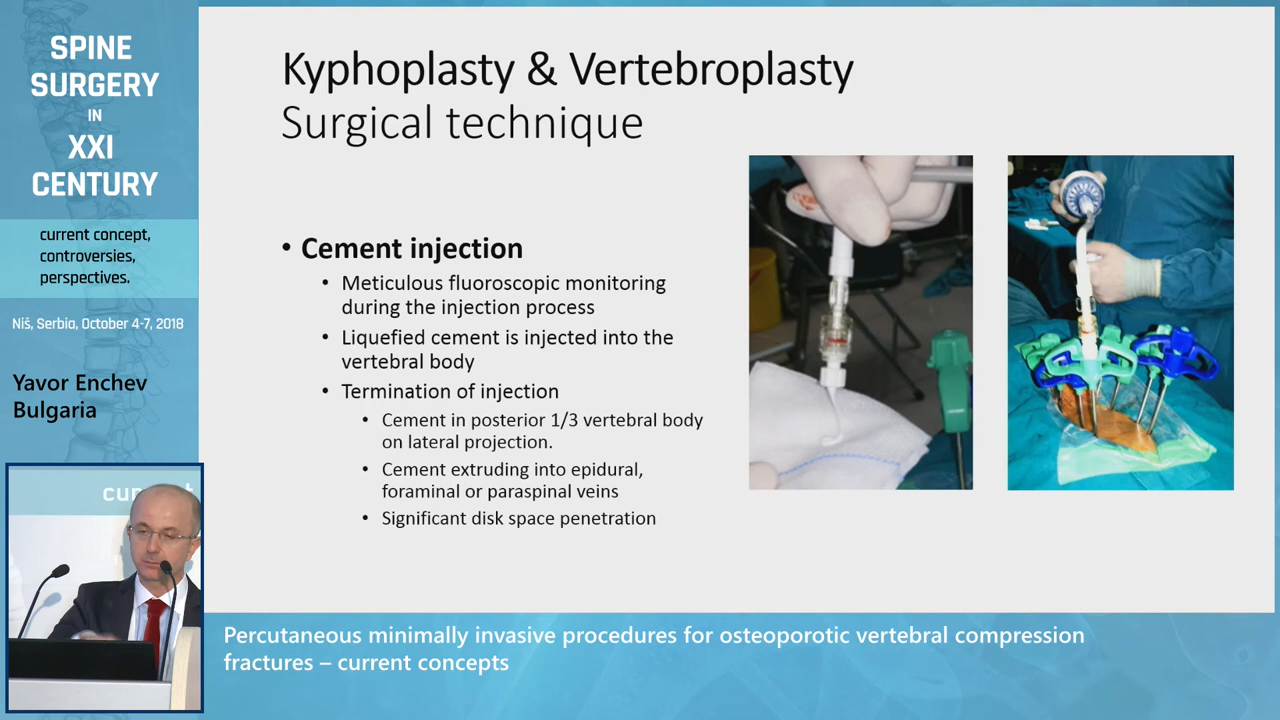 SPINE
SURGERY
IN
XXI
CENTURY
current concept,
controversies,
perspectives.
Niš, Serbia, October 4-7, 2018
Yavor Enchev
Bulgaria
Kyphoplasty & Vertebroplasty
Surgical technique
• Cement injection
• Meticulous fluoroscopic monitoring
during the injection process
• Liquefied cement is injected into the
vertebral body
• Termination of injection
• Cement in posterior 1/3 vertebral body
on lateral projection.
• Cement extruding into epidural,
foraminal or paraspinal veins
• Significant disk space penetration
Percutaneous minimally invasive procedures for osteoporotic vertebral compression
fractures – current concepts